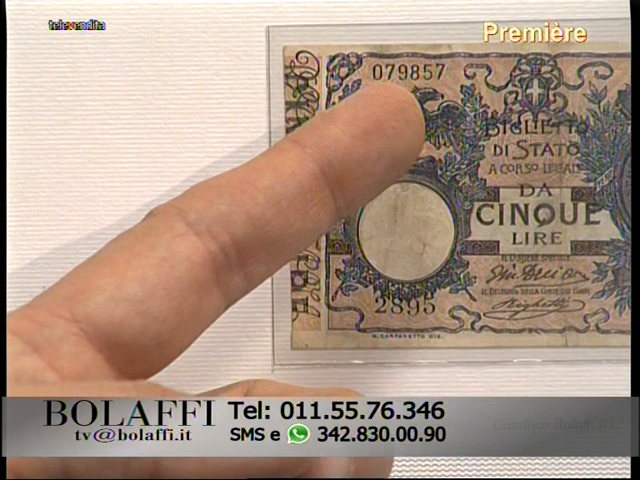 televendita
Première
079857
BIGLIETTO
DI STATO
A CORSO LEGALE
DA
CINQUE
LIRE
2895
BOLAFFI
tv@bolaffi.it
Tel: 011.55.76.346
SMS e 342.830.00.90